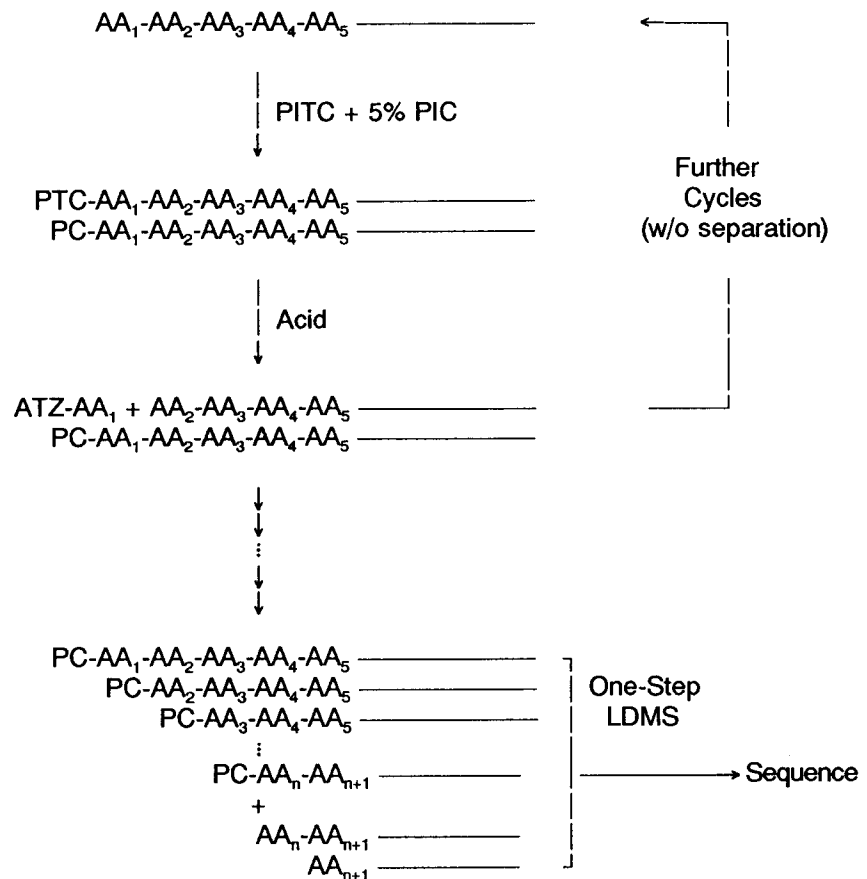 AA₁-AA₂-AA₃-AA₄-AA₅
PITC + 5% PIC
Further
Cycles
(w/o separation)
PTC-AA₁-AA₂-AA₃-AA₄-AA₅
PC-AA₁-AA₂-AA₃-AA₄-AA₅
Acid
ATZ-AA₁ + AA₂-AA₃-AA₄-AA₅
PC-AA₁-AA₂-AA₃-AA₄-AA₅
PC-AA₁-AA₂-AA₃-AA₄-AA₅
PC-AA₂-AA₃-AA₄-AA₅
PC-AA₃-AA₄-AA₅
PC-AAₙ-AAₙ₊₁
+
AAₙ-AAₙ₊₁
AAₙ₊₁
One-Step
LDMS
Sequence